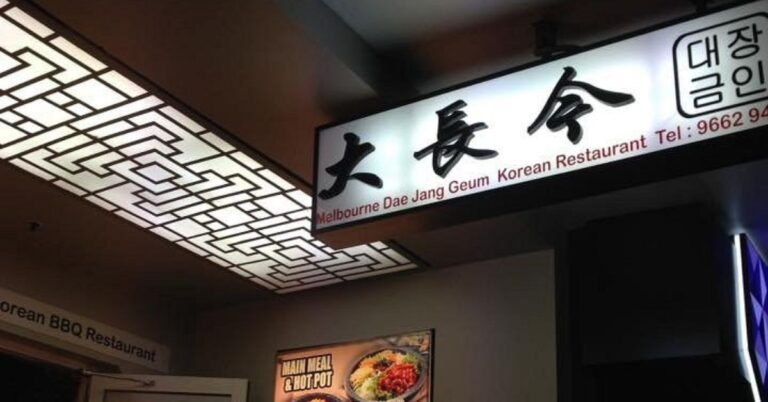 大長今
대장
금인
Melbourne Dae Jang Geum Korean Restaurant Tel : 9662 94
orean BBQ Restaurant
MAIN MEAL
& HOT POT